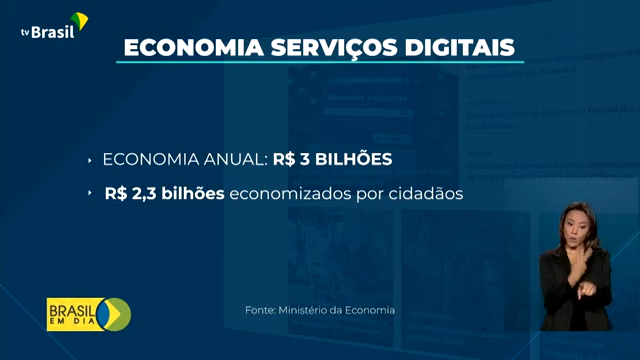 tv Brasil
ECONOMIA SERVIÇOS DIGITAIS
ECONOMIA ANUAL: R$ 3 BILHÕES
R$ 2,3 bilhões economizados por cidadãos
BRASIL
EM DIA
Fonte: Ministério da Economia